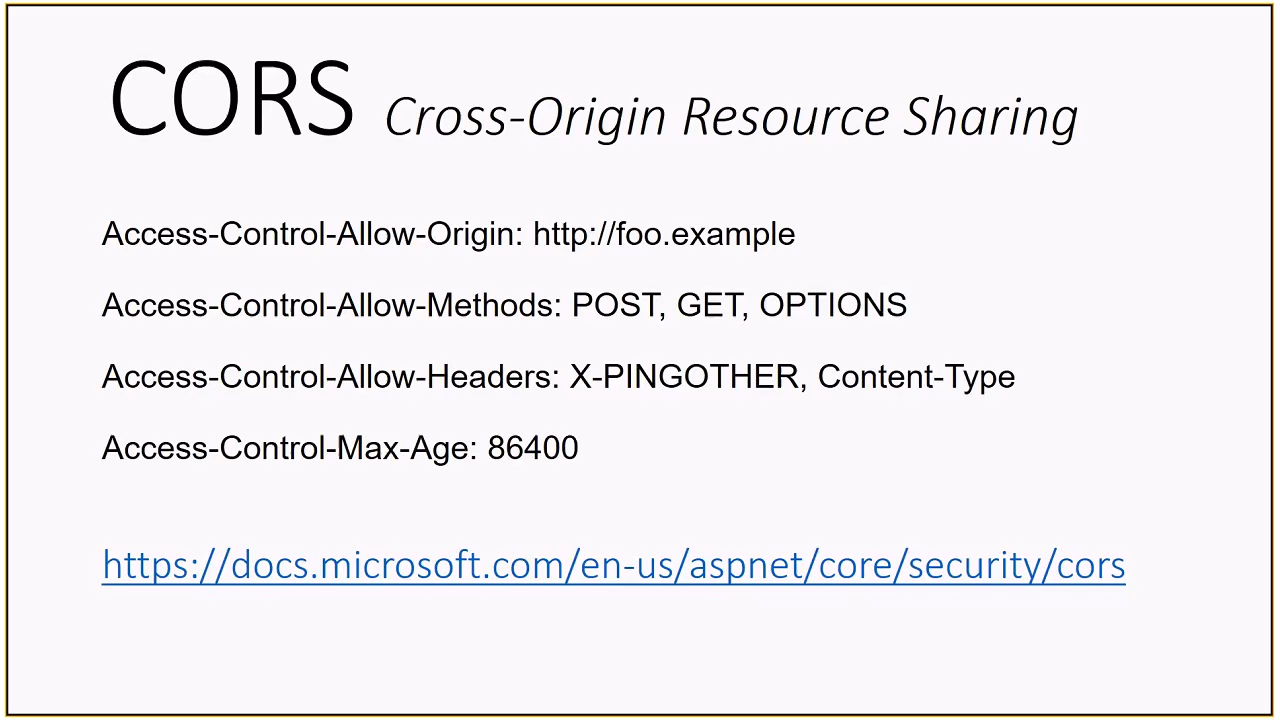 CORS Cross-Origin Resource Sharing
Access-Control-Allow-Origin: http://foo.example
Access-Control-Allow-Methods: POST, GET, OPTIONS
Access-Control-Allow-Headers: X-PINGOTHER, Content-Type
Access-Control-Max-Age: 86400
https://docs.microsoft.com/en-us/aspnet/core/security/cors